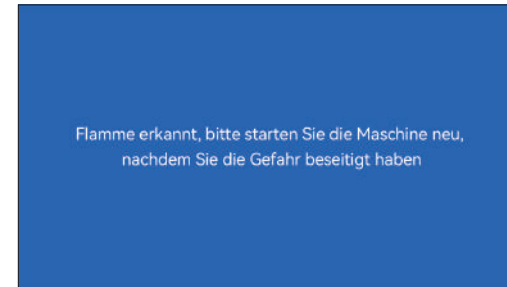 Flamme erkannt, bitte starten Sie die Maschine neu,
nachdem Sie die Gefahr beseitigt haben